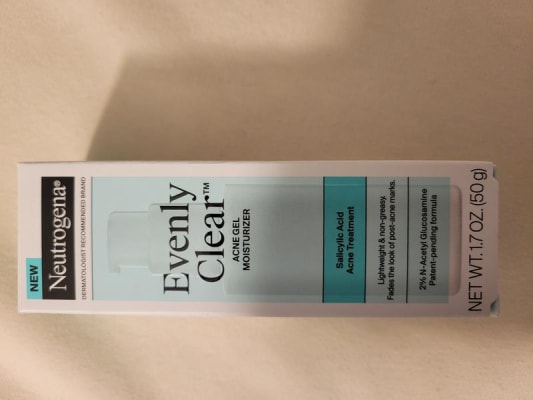 NEW
Neutrogena®
DERMATOLOGIST RECOMMENDED BRAND
Evenly
Clear™
ACNE GEL
MOISTURIZER
Salicylic Acid
Acne Treatment
Lightweight & non-greasy.
Fades the look of post-acne marks.
2% N-Acetyl Glucosamine
Patent-pending formula
NET WT. 1.7 OZ. (50 g)